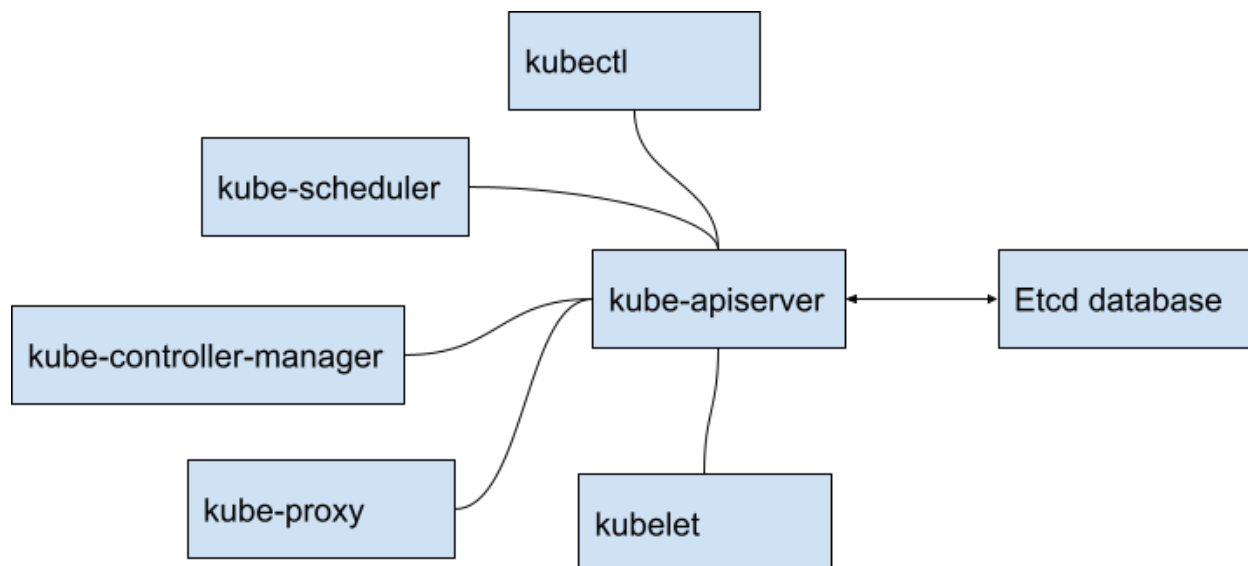 kubectl
kube-scheduler
kube-apiserver
Etcd database
kube-controller-manager
kube-proxy
kubelet